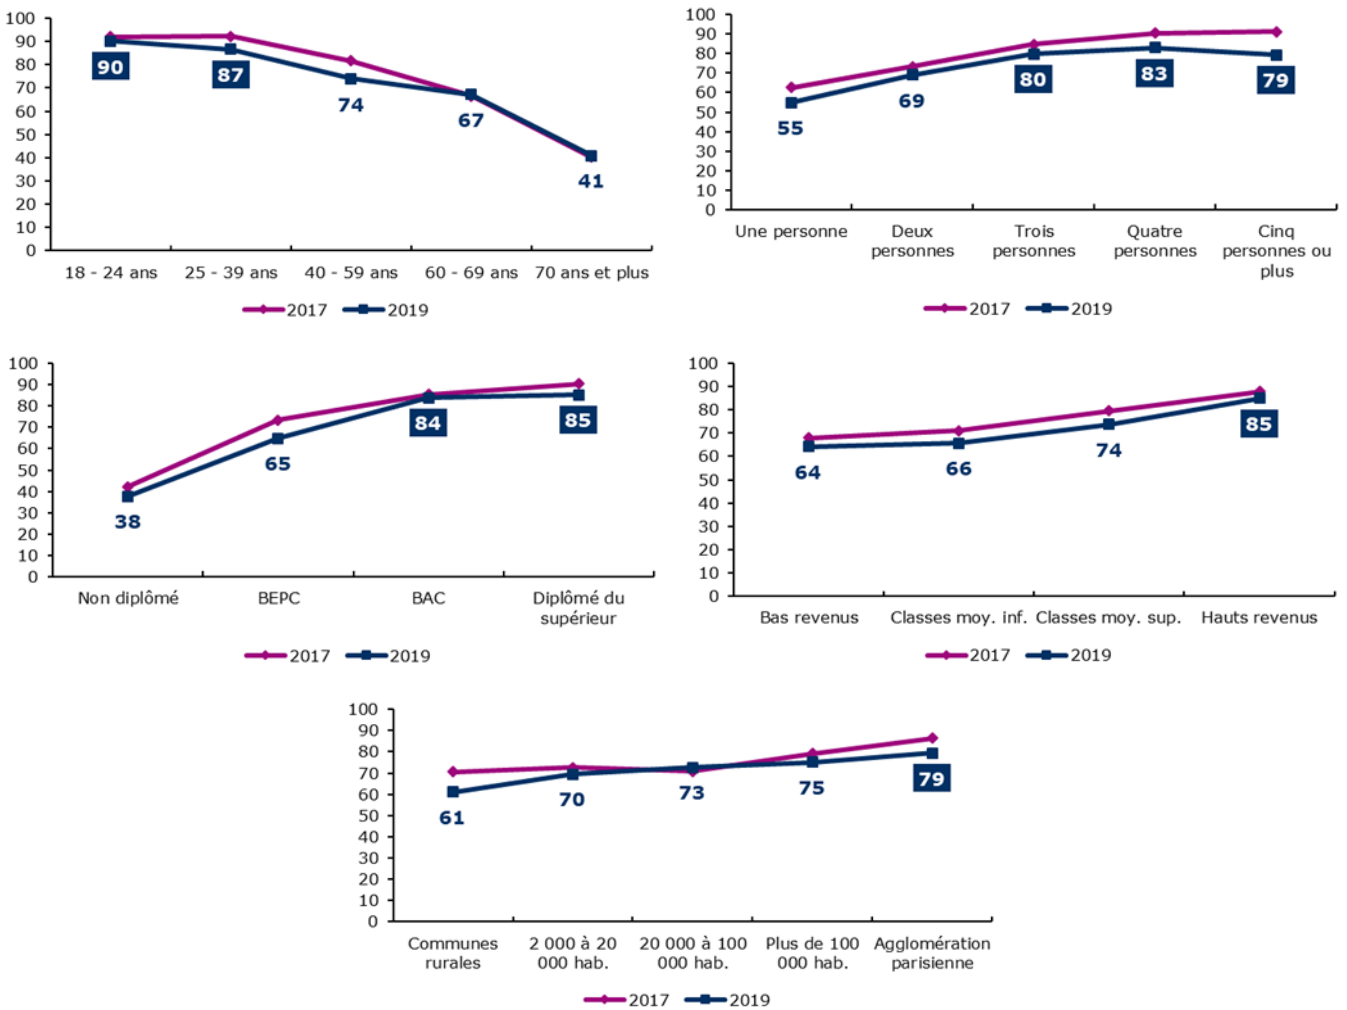 100
90
80
70
60
50
40
30
20
10
0
90
87
74
67
41
18 - 24 ans
25 - 39 ans
40 - 59 ans
60 - 69 ans
70 ans et plus
2017
2019
100
90
80
70
60
50
40
30
20
10
0
55
69
80
83
79
Une personne
Deux
personnes
Trois
personnes
Quatre
personnes
Cinq
personnes ou
plus
2017
2019
100
90
80
70
60
50
40
30
20
10
0
38
65
84
85
Non diplômé
BEPC
BAC
Diplômé du
supérieur
2017
2019
100
90
80
70
60
50
40
30
20
10
0
64
66
74
85
Bas revenus
Classes moy. inf.
Classes moy. sup.
Hauts revenus
2017
2019
100
90
80
70
60
50
40
30
20
10
0
61
70
73
75
79
Communes
rurales
2 000 à 20
000 hab.
20 000 à 100
000 hab.
Plus de 100
000 hab.
Agglomération
parisienne
2017
2019